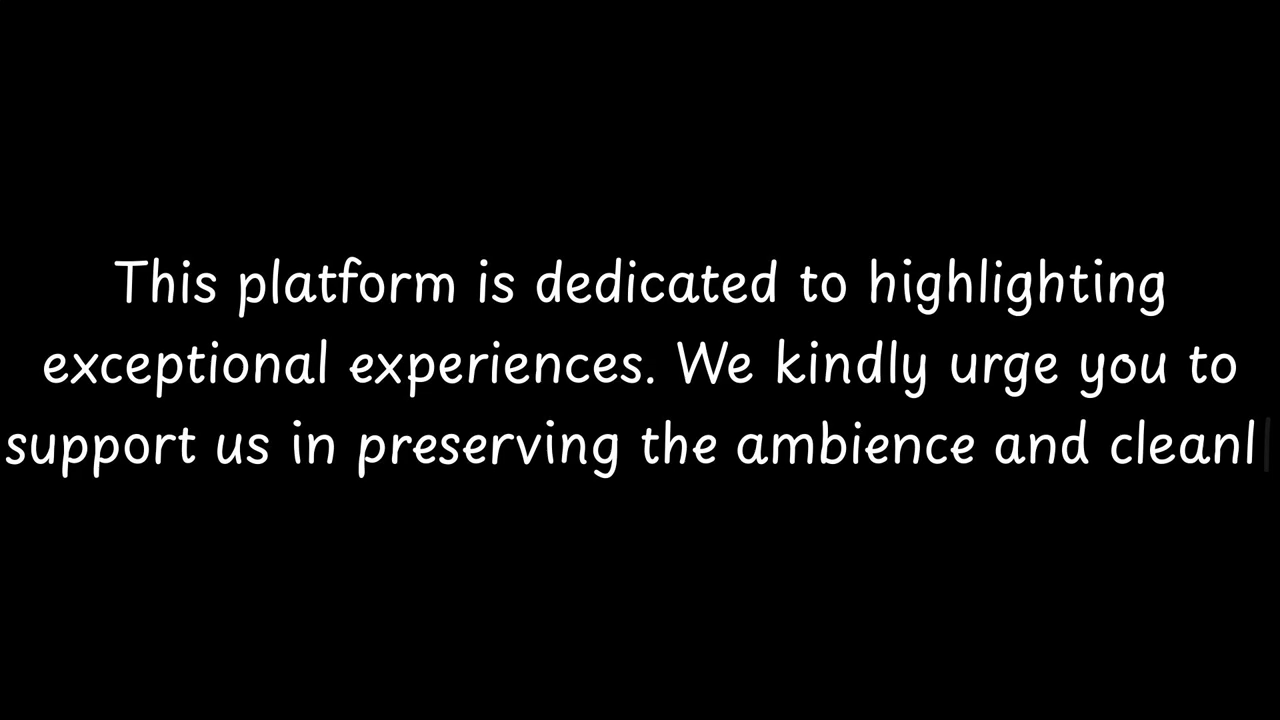 This platform is dedicated to highlighting
exceptional experiences. We kindly urge you to
support us in preserving the ambience and cleanl